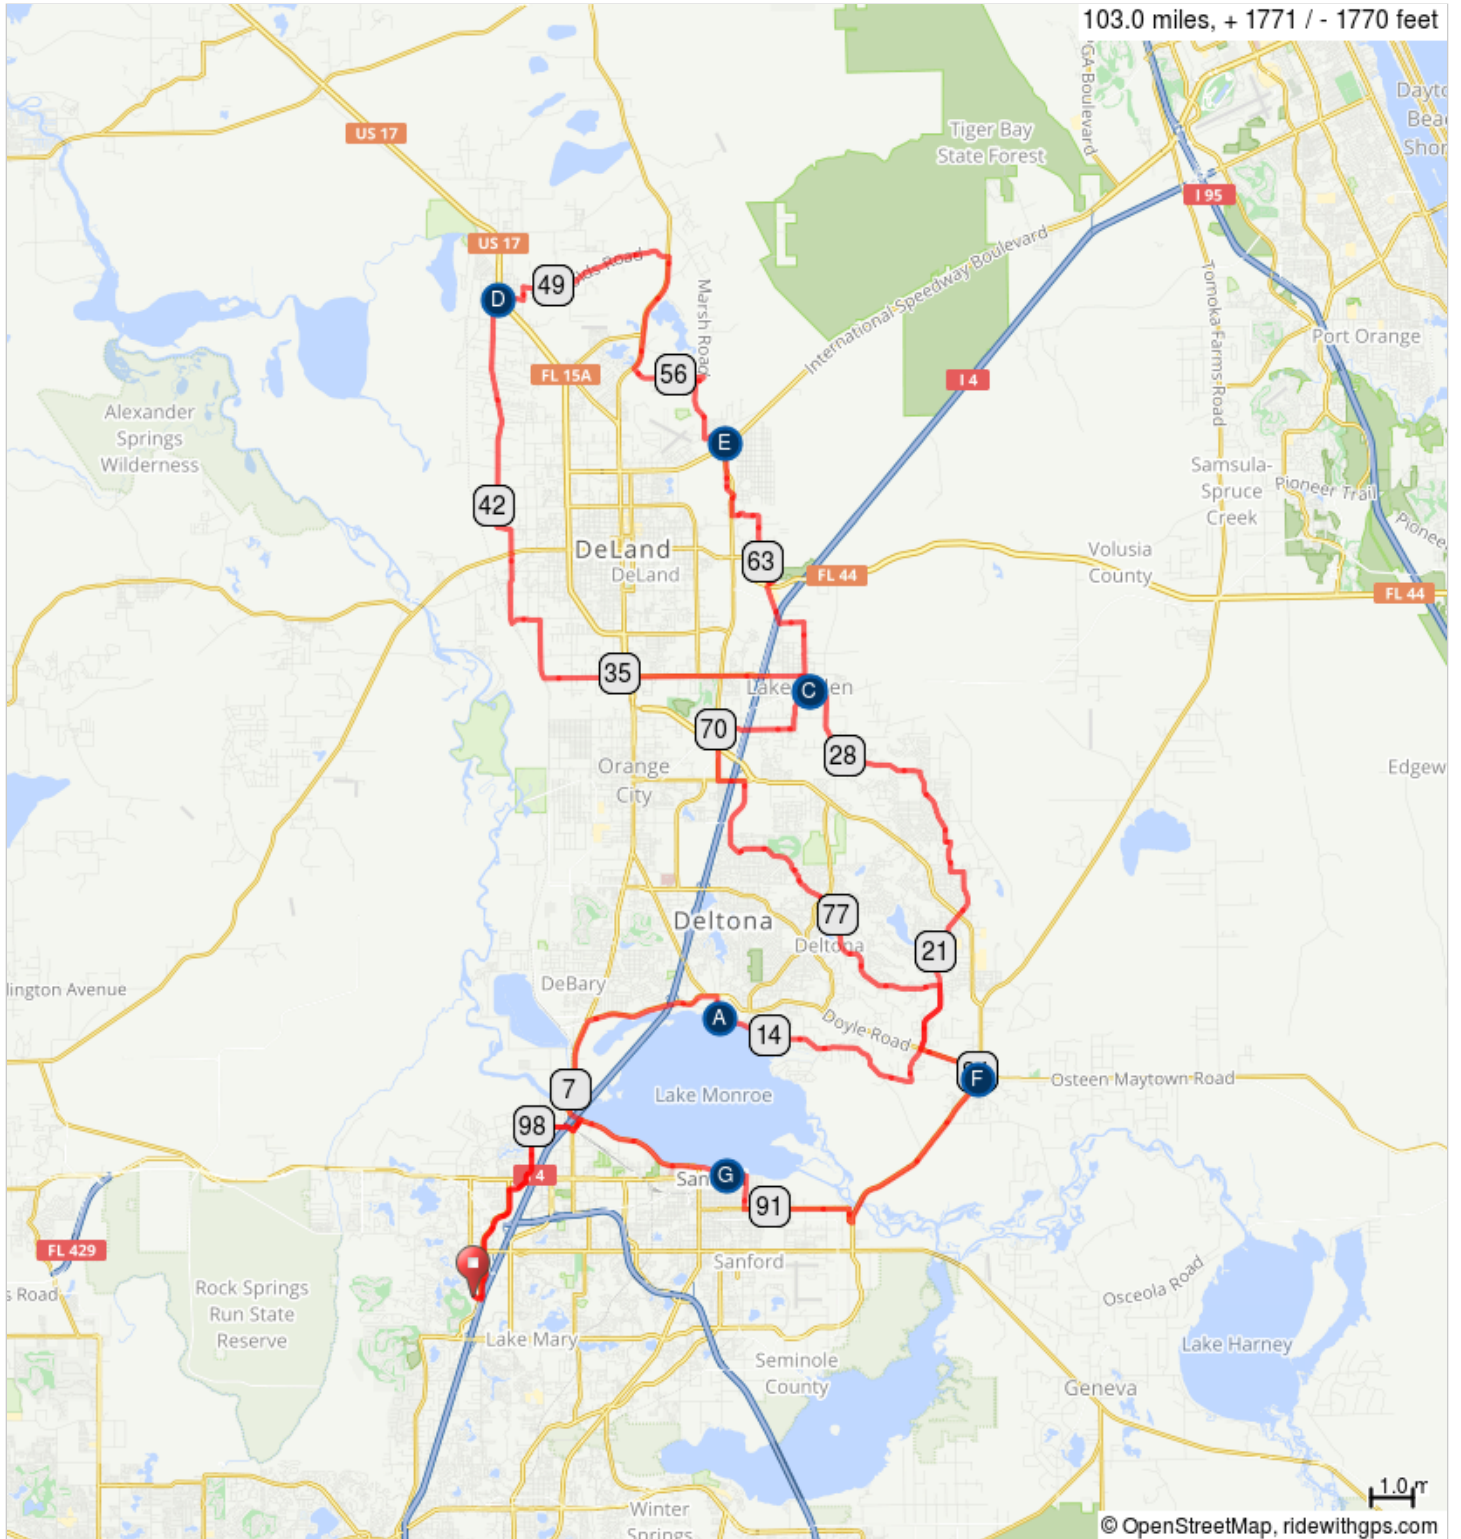 103.0 miles, + 1771 / - 1770 feet
Tiger Bay
State Forest
US 17
I 95
US 17
D
49
Marsh Road
International Speedway Boulevard
Tomoka Farms Road
Port Orange
FL 15A
56
I 4
Alexander
Springs
Wilderness
E
Samsula-
Spruce
Creek
Pioneer Trail
42
DeLand
DeLand
63
FL 44
Volusia
County
FL 44
35
C
70
28
Orange
City
77
Deltona
Deltona
21
DeBary
A
14
Doyle Road
F
Osteen Maytown Road
7
Lake Monroe
98
G
91
FL 429
Sanford
Rock Springs
Run State
Reserve
Osceola Road
Lake Mary
Lake Harney
Seminole
County
Geneva
Winter
Springs
1.0
© OpenStreetMap, ridewithgps.com